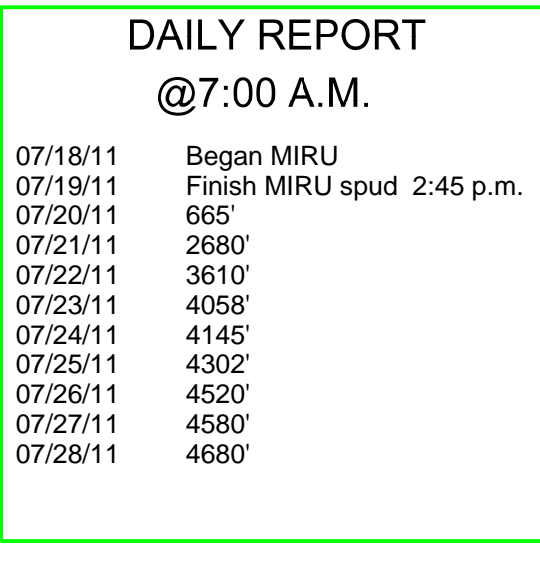 DAILY REPORT
@7:00 A.M.
07/18/11 Began MIRU
07/19/11 Finish MIRU spud 2:45 p.m.
07/20/11 665'
07/21/11 2680'
07/22/11 3610'
07/23/11 4058'
07/24/11 4145'
07/25/11 4302'
07/26/11 4520'
07/27/11 4580'
07/28/11 4680'